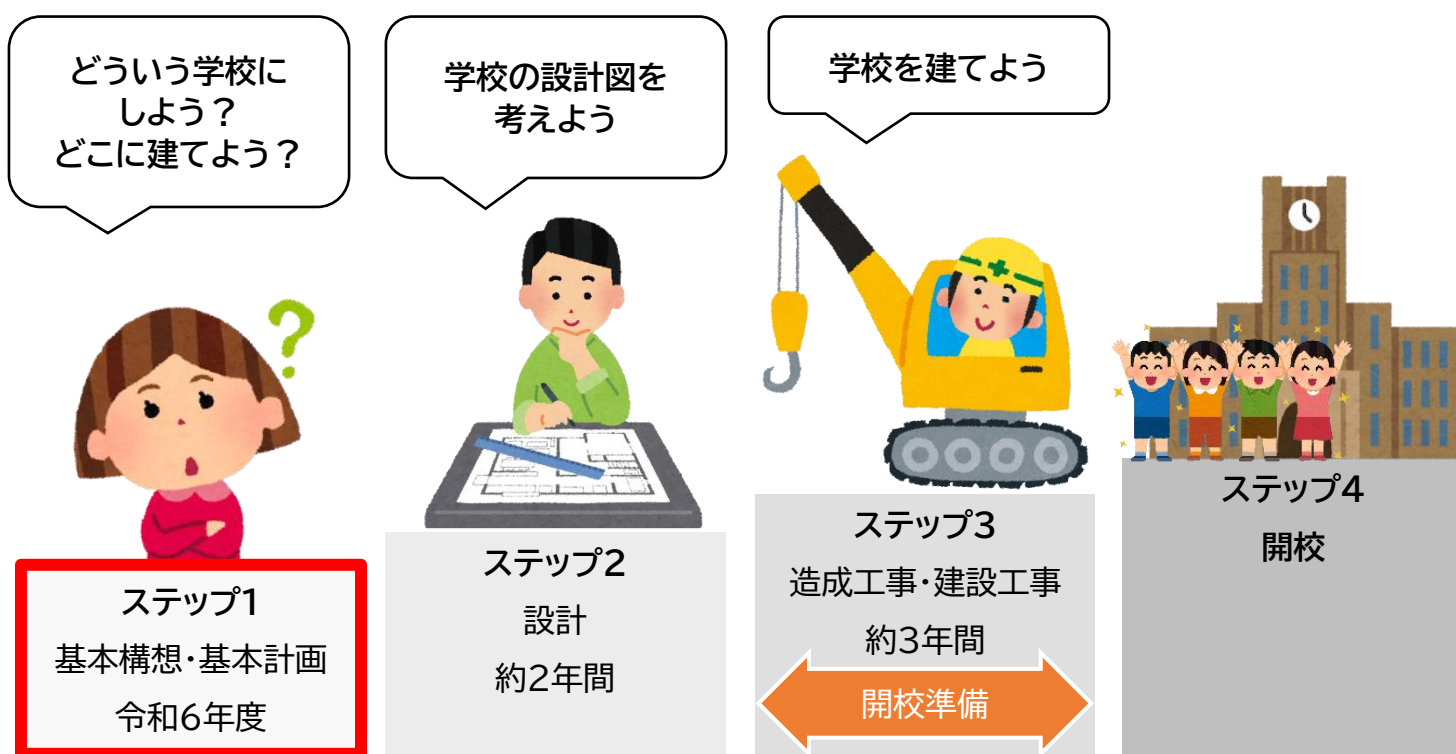 どういう学校に
しよう？
どこに建てよう？
学校の設計図を
考えよう
学校を建てよう
ステップ1
基本構想・基本計画
令和6年度
ステップ2
設計
約2年間
ステップ3
造成工事・建設工事
約3年間
開校準備
ステップ4
開校